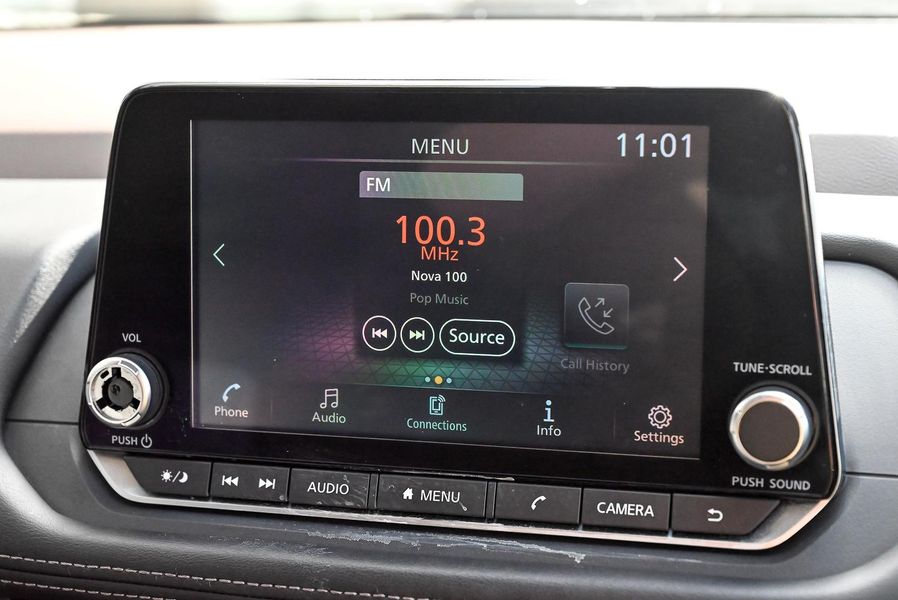 MENU
11:01
FM
100.3
MHz
Nova 100
Pop Music
Source
Call History
Phone
Audio
Connections
Info
Settings
VOL
PUSH
TUNE·SCROLL
PUSH SOUND
AUDIO
MENU
CAMERA